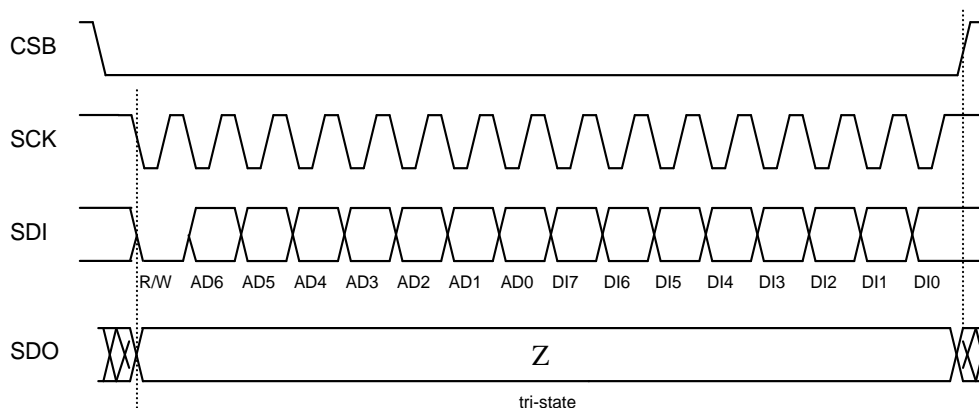 CSB
SCK
SDI
R/W AD6 AD5 AD4 AD3 AD2 AD1 AD0 DI7 DI6 DI5 DI4 DI3 DI2 DI1 DI0
SDO
Z
tri-state